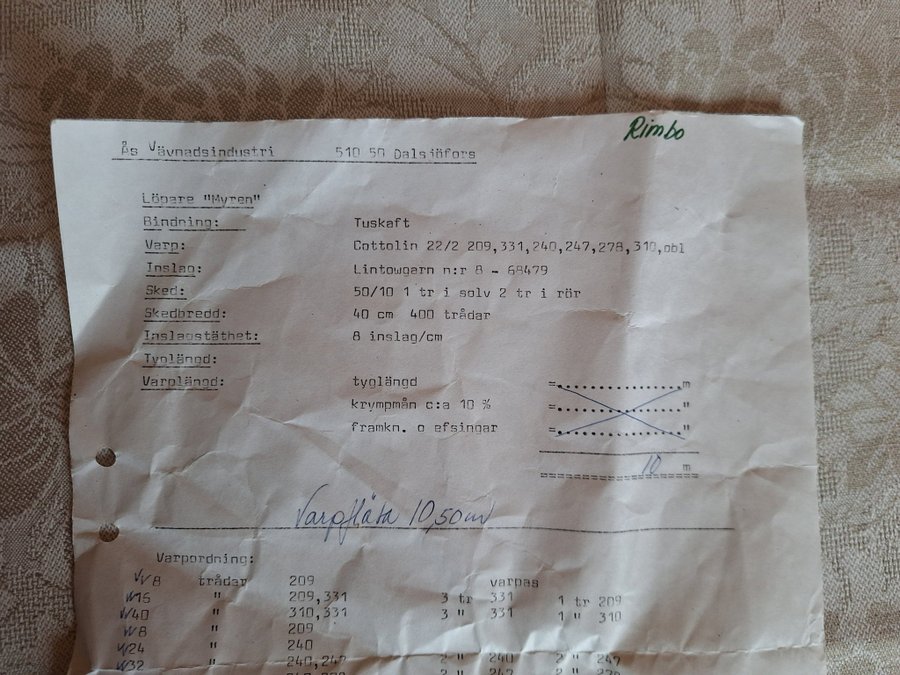 Rimbo
Ås Vävnadsindustri 510 50 Dalsjöfors
Löpare "Myren"
Bindning: Tuskaft
Varp: Cottolin 22/2 209,331,240,247,278,310,obl
Inslag: Lintowgarn n:r 8 - 68479
Sked: 50/10 1 tr i solv 2 tr i rör
Skedbredd: 40 cm 400 trådar
Inslagstäthet: 8 inslag/cm
Tyglängd:
Varplängd: tyglängd =................m
krympmån c:a 10 % =................"
framkn. o efsingar =................"
10 m
Varpfläta 10,50m
Varpordning:
8 trådar 209 varpas
16 " 209,331 3 tr 331 1 tr 209
40 " 310,331 3 " 331 1 " 310
8 " 209
24 " 240
32 " 240,247 2 " 240 2 " 247